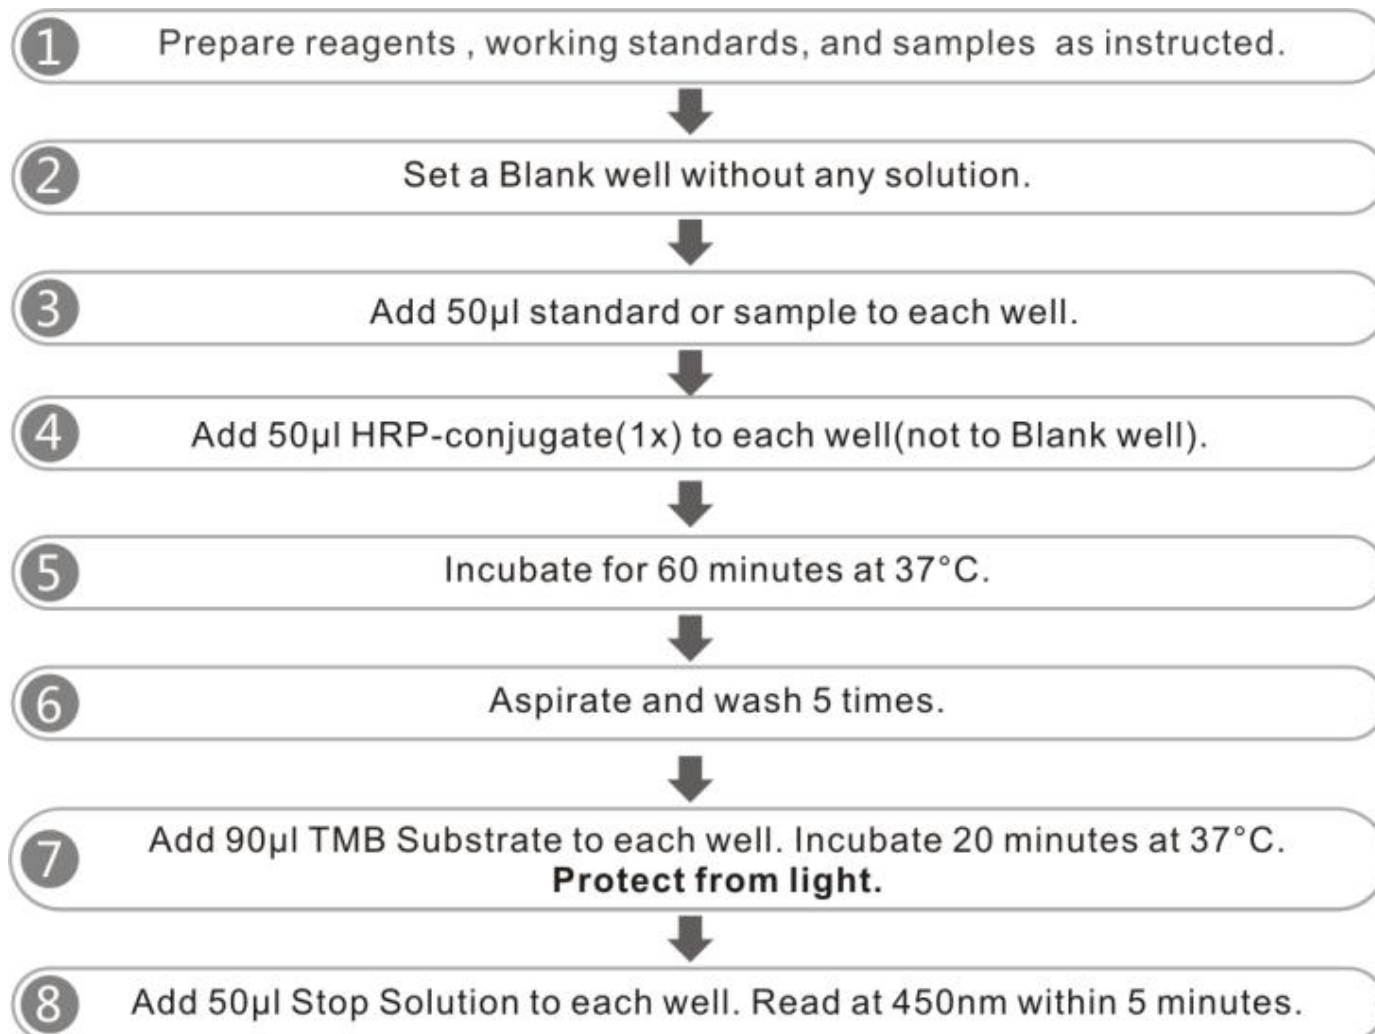 1 Prepare reagents , working standards, and samples as instructed.
2 Set a Blank well without any solution.
3 Add 50µl standard or sample to each well.
4 Add 50µl HRP-conjugate(1x) to each well(not to Blank well).
5 Incubate for 60 minutes at 37°C.
6 Aspirate and wash 5 times.
7 Add 90µl TMB Substrate to each well. Incubate 20 minutes at 37°C.
Protect from light.
8 Add 50µl Stop Solution to each well. Read at 450nm within 5 minutes.